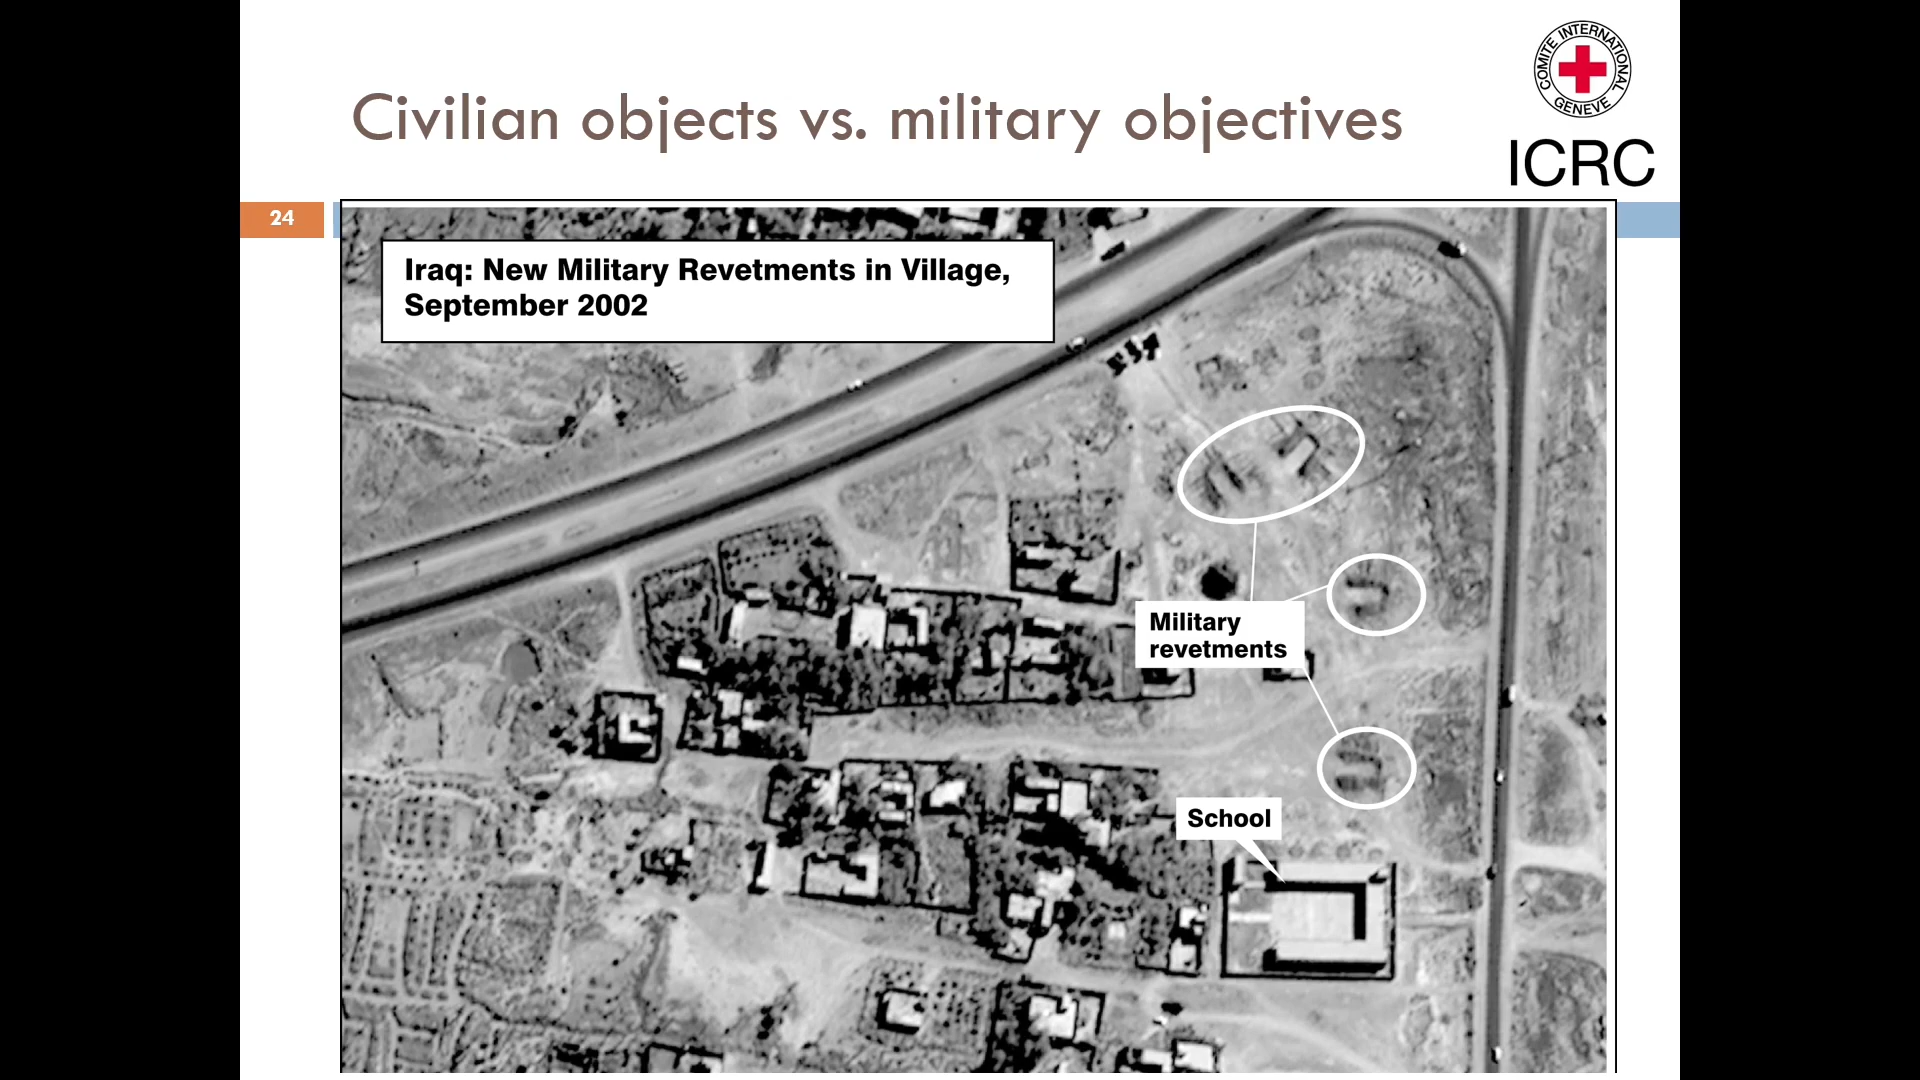 COMITE INTERNATIONAL GENEVE
Civilian objects vs. military objectives
ICRC
24
Iraq: New Military Revetments in Village,
September 2002
Military
revetments
School